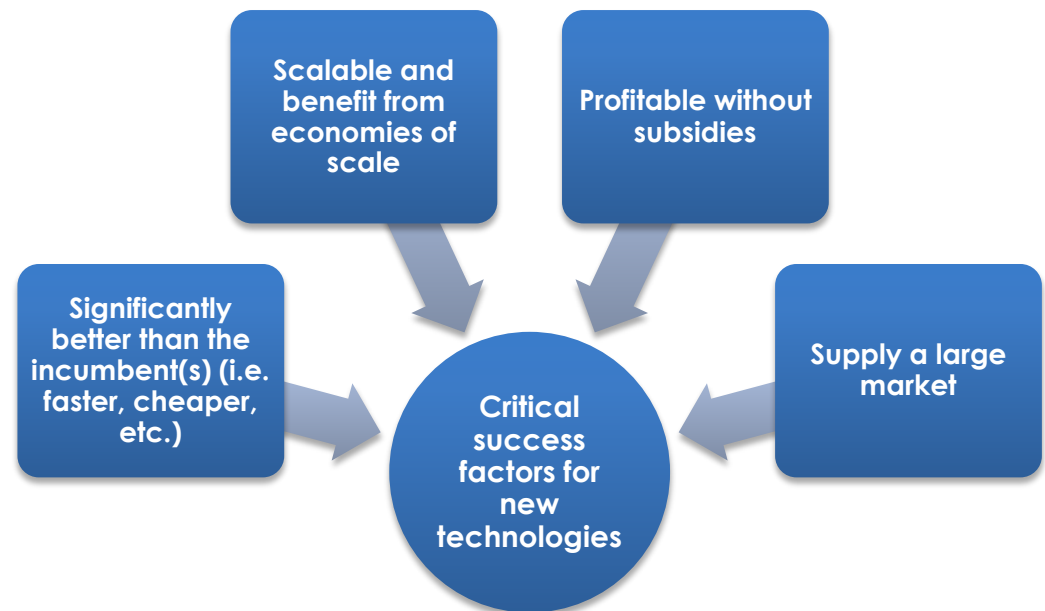 Scalable and
benefit from
economies of
scale
Profitable without
subsidies
Significantly
better than the
incumbent(s) (i.e.
faster, cheaper,
etc.)
Supply a large
market
Critical
success
factors for
new
technologies